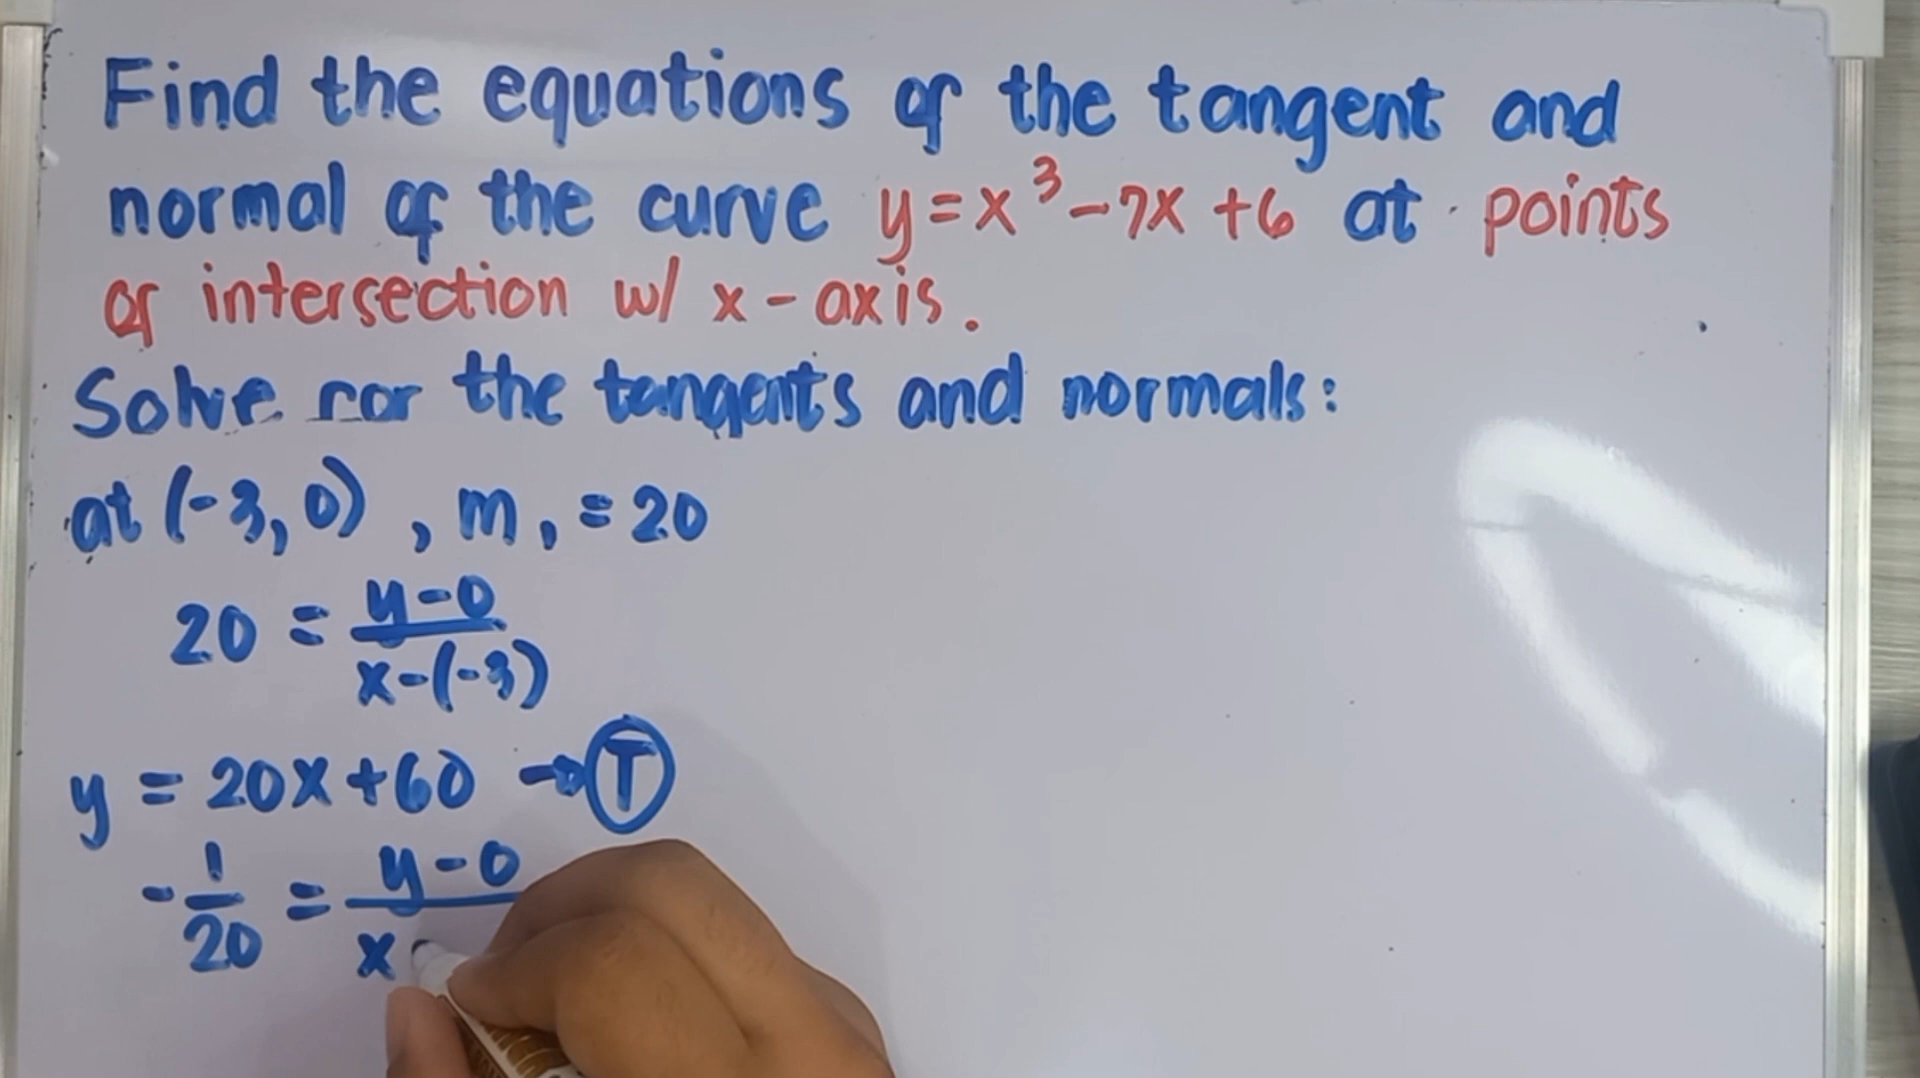 Find the equations of the tangent and
normal of the curve y=x³-7x+6 at points
of intersection w/ x-axis.
Solve for the tangents and normals:
at (-3,0), m₁=20
20 = y-0 / x-(-3)
y = 20x+60 → T
-1/20 = y-0 / x